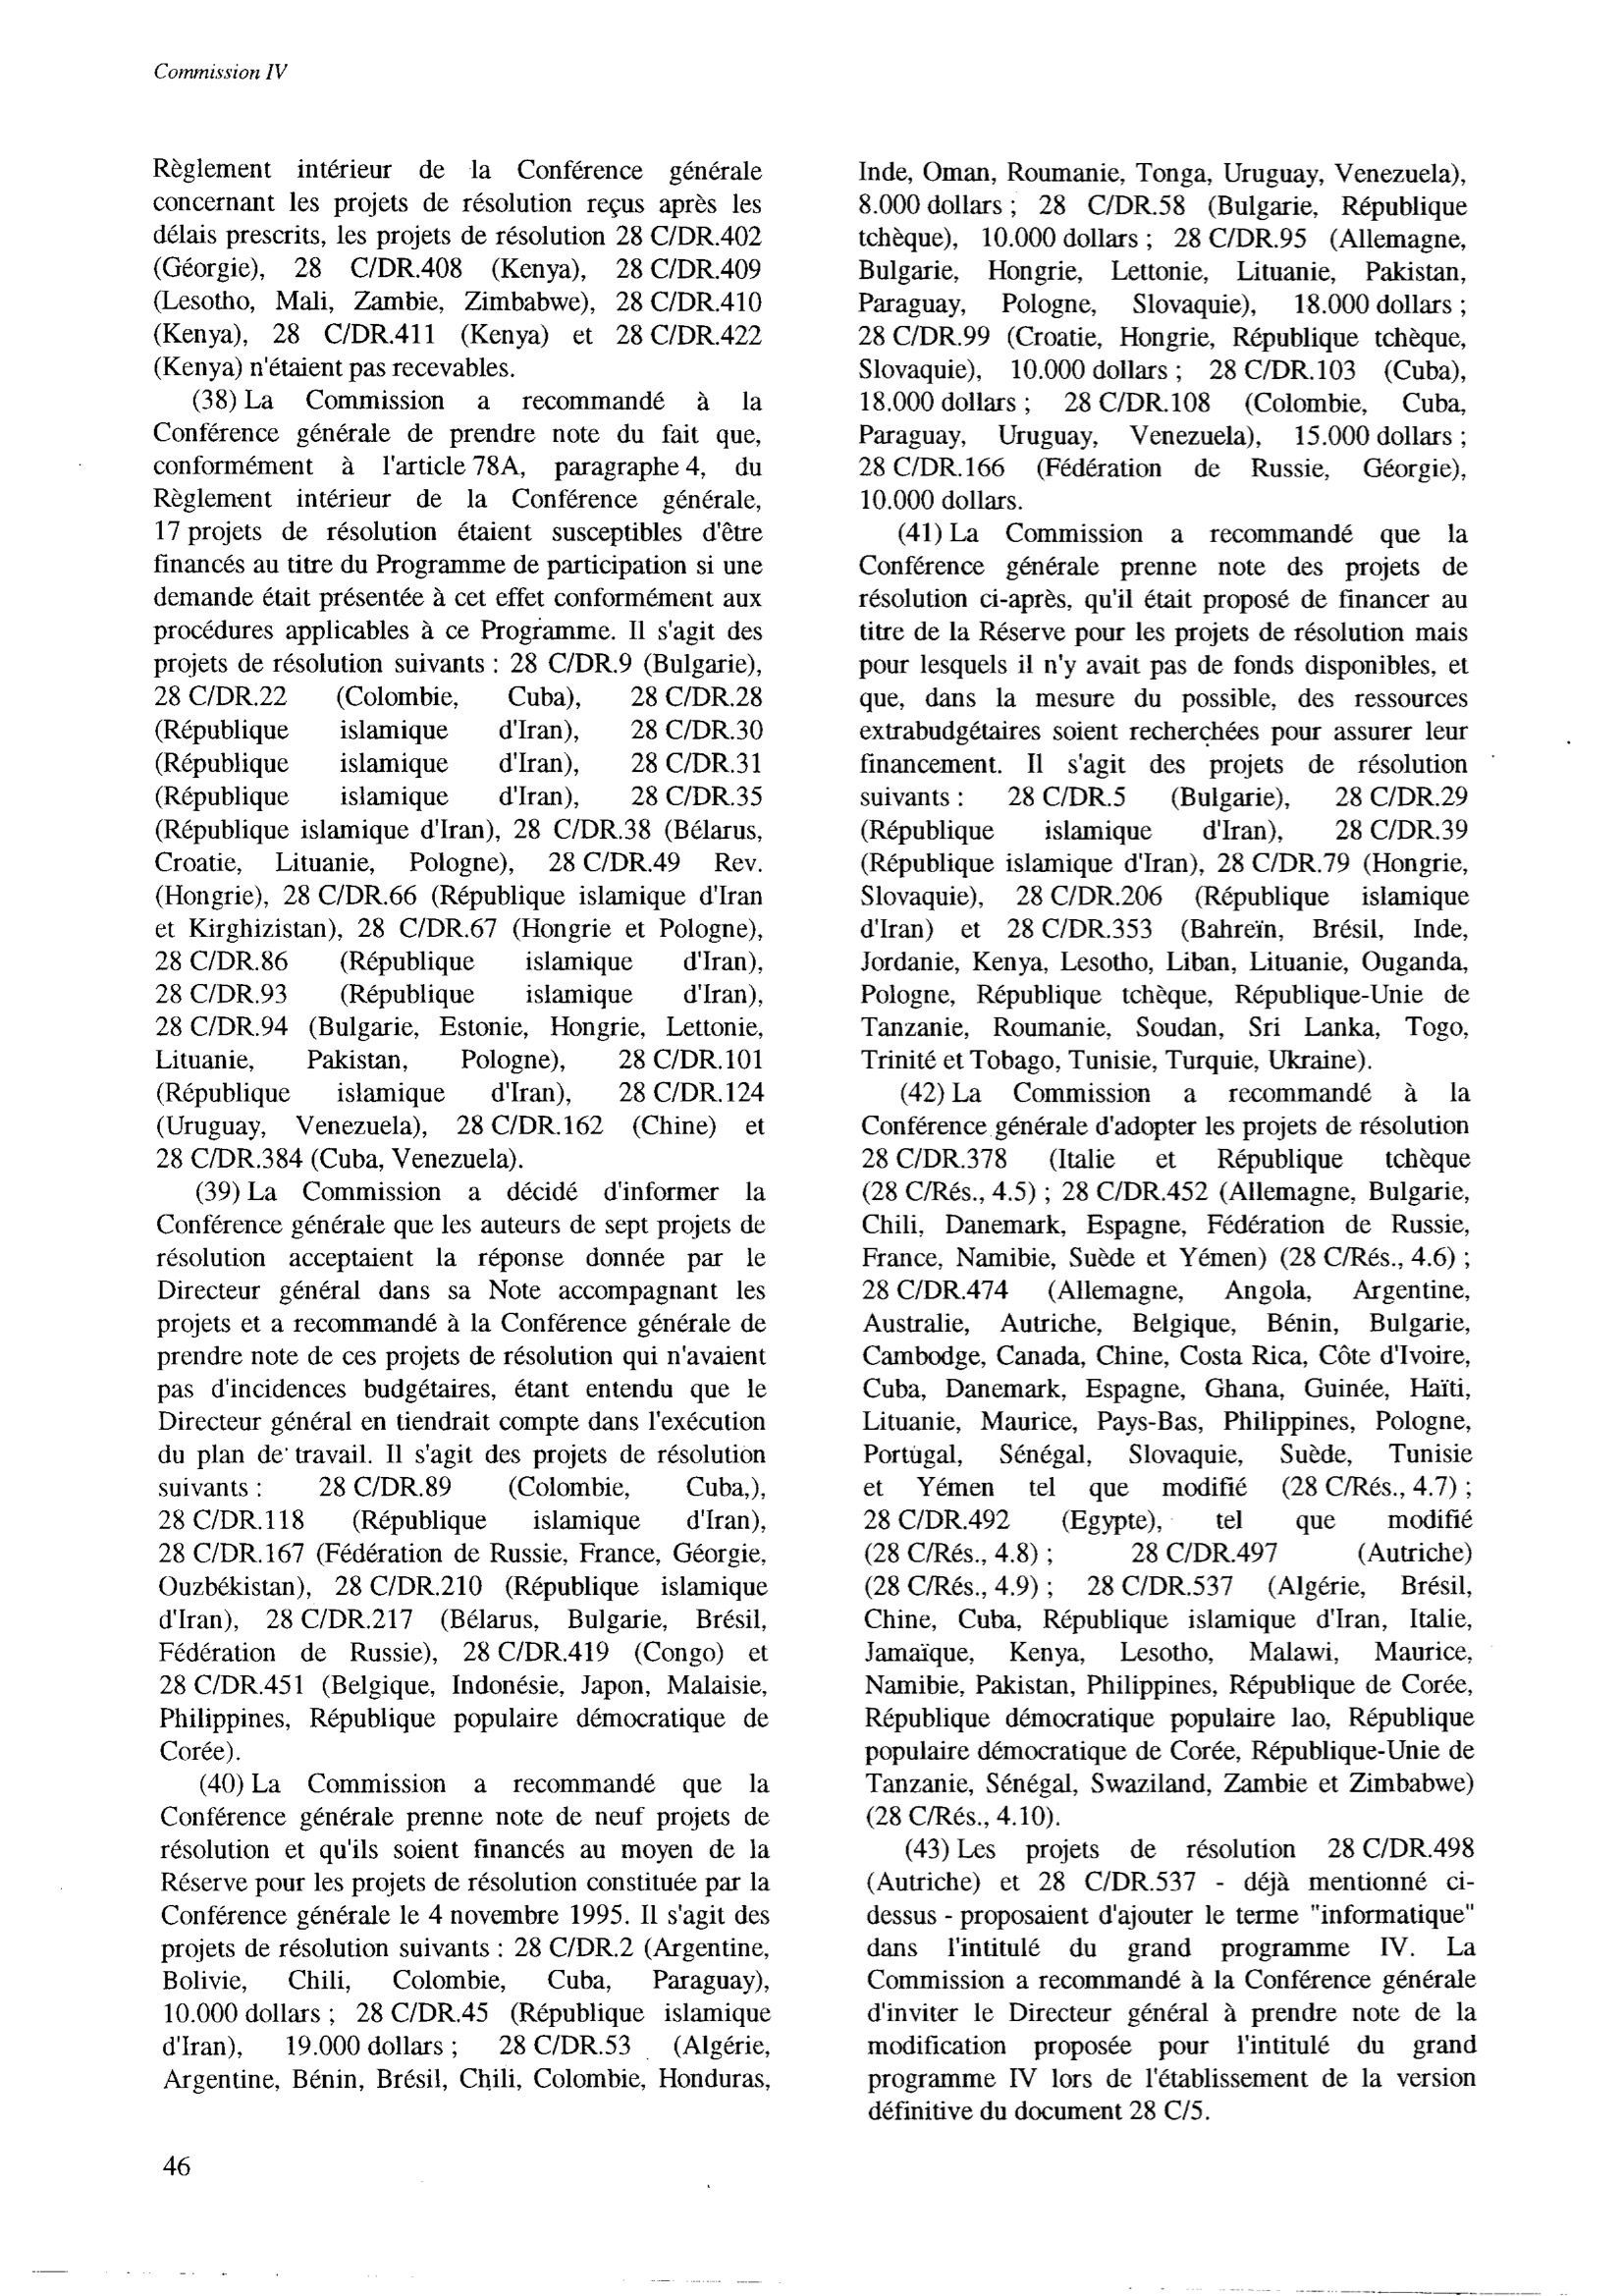 Commission IV
Règlement intérieur de la Conférence générale
concernant les projets de résolution reçus après les
délais prescrits, les projets de résolution 28 C/DR.402
(Géorgie), 28 C/DR.408 (Kenya), 28 C/DR.409
(Lesotho, Mali, Zambie, Zimbabwe), 28 C/DR.410
(Kenya), 28 C/DR.411 (Kenya) et 28 C/DR.422
(Kenya) n'étaient pas recevables.
(38) La Commission a recommandé à la
Conférence générale de prendre note du fait que,
conformément à l'article 78A, paragraphe 4, du
Règlement intérieur de la Conférence générale,
17 projets de résolution étaient susceptibles d'être
financés au titre du Programme de participation si une
demande était présentée à cet effet conformément aux
procédures applicables à ce Programme. Il s'agit des
projets de résolution suivants : 28 C/DR.9 (Bulgarie),
28 C/DR.22 (Colombie, Cuba), 28 C/DR.28
(République islamique d'Iran), 28 C/DR.30
(République islamique d'Iran), 28 C/DR.31
(République islamique d'Iran), 28 C/DR.35
(République islamique d'Iran), 28 C/DR.38 (Bélarus,
Croatie, Lituanie, Pologne), 28 C/DR.49 Rev.
(Hongrie), 28 C/DR.66 (République islamique d'Iran
et Kirghizistan), 28 C/DR.67 (Hongrie et Pologne),
28 C/DR.86 (République islamique d'Iran),
28 C/DR.93 (République islamique d'Iran),
28 C/DR.94 (Bulgarie, Estonie, Hongrie, Lettonie,
Lituanie, Pakistan, Pologne), 28 C/DR.101
(République islamique d'Iran), 28 C/DR.124
(Uruguay, Venezuela), 28 C/DR.162 (Chine) et
28 C/DR.384 (Cuba, Venezuela).
(39) La Commission a décidé d'informer la
Conférence générale que les auteurs de sept projets de
résolution acceptaient la réponse donnée par le
Directeur général dans sa Note accompagnant les
projets et a recommandé à la Conférence générale de
prendre note de ces projets de résolution qui n'avaient
pas d'incidences budgétaires, étant entendu que le
Directeur général en tiendrait compte dans l'exécution
du plan de travail. Il s'agit des projets de résolution
suivants : 28 C/DR.89 (Colombie, Cuba,),
28 C/DR.118 (République islamique d'Iran),
28 C/DR.167 (Fédération de Russie, France, Géorgie,
Ouzbékistan), 28 C/DR.210 (République islamique
d'Iran), 28 C/DR.217 (Bélarus, Bulgarie, Brésil,
Fédération de Russie), 28 C/DR.419 (Congo) et
28 C/DR.451 (Belgique, Indonésie, Japon, Malaisie,
Philippines, République populaire démocratique de
Corée).
(40) La Commission a recommandé que la
Conférence générale prenne note de neuf projets de
résolution et qu'ils soient financés au moyen de la
Réserve pour les projets de résolution constituée par la
Conférence générale le 4 novembre 1995. Il s'agit des
projets de résolution suivants : 28 C/DR.2 (Argentine,
Bolivie, Chili, Colombie, Cuba, Paraguay),
10.000 dollars ; 28 C/DR.45 (République islamique
d'Iran), 19.000 dollars ; 28 C/DR.53 (Algérie,
Argentine, Bénin, Brésil, Chili, Colombie, Honduras,
Inde, Oman, Roumanie, Tonga, Uruguay, Venezuela),
8.000 dollars ; 28 C/DR.58 (Bulgarie, République
tchèque), 10.000 dollars ; 28 C/DR.95 (Allemagne,
Bulgarie, Hongrie, Lettonie, Lituanie, Pakistan,
Paraguay, Pologne, Slovaquie), 18.000 dollars ;
28 C/DR.99 (Croatie, Hongrie, République tchèque,
Slovaquie), 10.000 dollars ; 28 C/DR.103 (Cuba),
18.000 dollars ; 28 C/DR.108 (Colombie, Cuba,
Paraguay, Uruguay, Venezuela), 15.000 dollars ;
28 C/DR.166 (Fédération de Russie, Géorgie),
10.000 dollars.
(41) La Commission a recommandé que la
Conférence générale prenne note des projets de
résolution ci-après, qu'il était proposé de financer au
titre de la Réserve pour les projets de résolution mais
pour lesquels il n'y avait pas de fonds disponibles, et
que, dans la mesure du possible, des ressources
extrabudgétaires soient recherchées pour assurer leur
financement. Il s'agit des projets de résolution
suivants : 28 C/DR.5 (Bulgarie), 28 C/DR.29
(République islamique d'Iran), 28 C/DR.39
(République islamique d'Iran), 28 C/DR.79 (Hongrie,
Slovaquie), 28 C/DR.206 (République islamique
d'Iran) et 28 C/DR.353 (Bahreïn, Brésil, Inde,
Jordanie, Kenya, Lesotho, Liban, Lituanie, Ouganda,
Pologne, République tchèque, République-Unie de
Tanzanie, Roumanie, Soudan, Sri Lanka, Togo,
Trinité et Tobago, Tunisie, Turquie, Ukraine).
(42) La Commission a recommandé à la
Conférence générale d'adopter les projets de résolution
28 C/DR.378 (Italie et République tchèque
(28 C/Rés., 4.5) ; 28 C/DR.452 (Allemagne, Bulgarie,
Chili, Danemark, Espagne, Fédération de Russie,
France, Namibie, Suède et Yémen) (28 C/Rés., 4.6) ;
28 C/DR.474 (Allemagne, Angola, Argentine,
Australie, Autriche, Belgique, Bénin, Bulgarie,
Cambodge, Canada, Chine, Costa Rica, Côte d'Ivoire,
Cuba, Danemark, Espagne, Ghana, Guinée, Haïti,
Lituanie, Maurice, Pays-Bas, Philippines, Pologne,
Portugal, Sénégal, Slovaquie, Suède, Tunisie
et Yémen tel que modifié (28 C/Rés., 4.7) ;
28 C/DR.492 (Egypte), tel que modifié
(28 C/Rés., 4.8) ; 28 C/DR.497 (Autriche)
(28 C/Rés., 4.9) ; 28 C/DR.537 (Algérie, Brésil,
Chine, Cuba, République islamique d'Iran, Italie,
Jamaïque, Kenya, Lesotho, Malawi, Maurice,
Namibie, Pakistan, Philippines, République de Corée,
République démocratique populaire lao, République
populaire démocratique de Corée, République-Unie de
Tanzanie, Sénégal, Swaziland, Zambie et Zimbabwe)
(28 C/Rés., 4.10).
(43) Les projets de résolution 28 C/DR.498
(Autriche) et 28 C/DR.537 - déjà mentionné ci-
dessus - proposaient d'ajouter le terme "informatique"
dans l'intitulé du grand programme IV. La
Commission a recommandé à la Conférence générale
d'inviter le Directeur général à prendre note de la
modification proposée pour l'intitulé du grand
programme IV lors de l'établissement de la version
définitive du document 28 C/5.
46